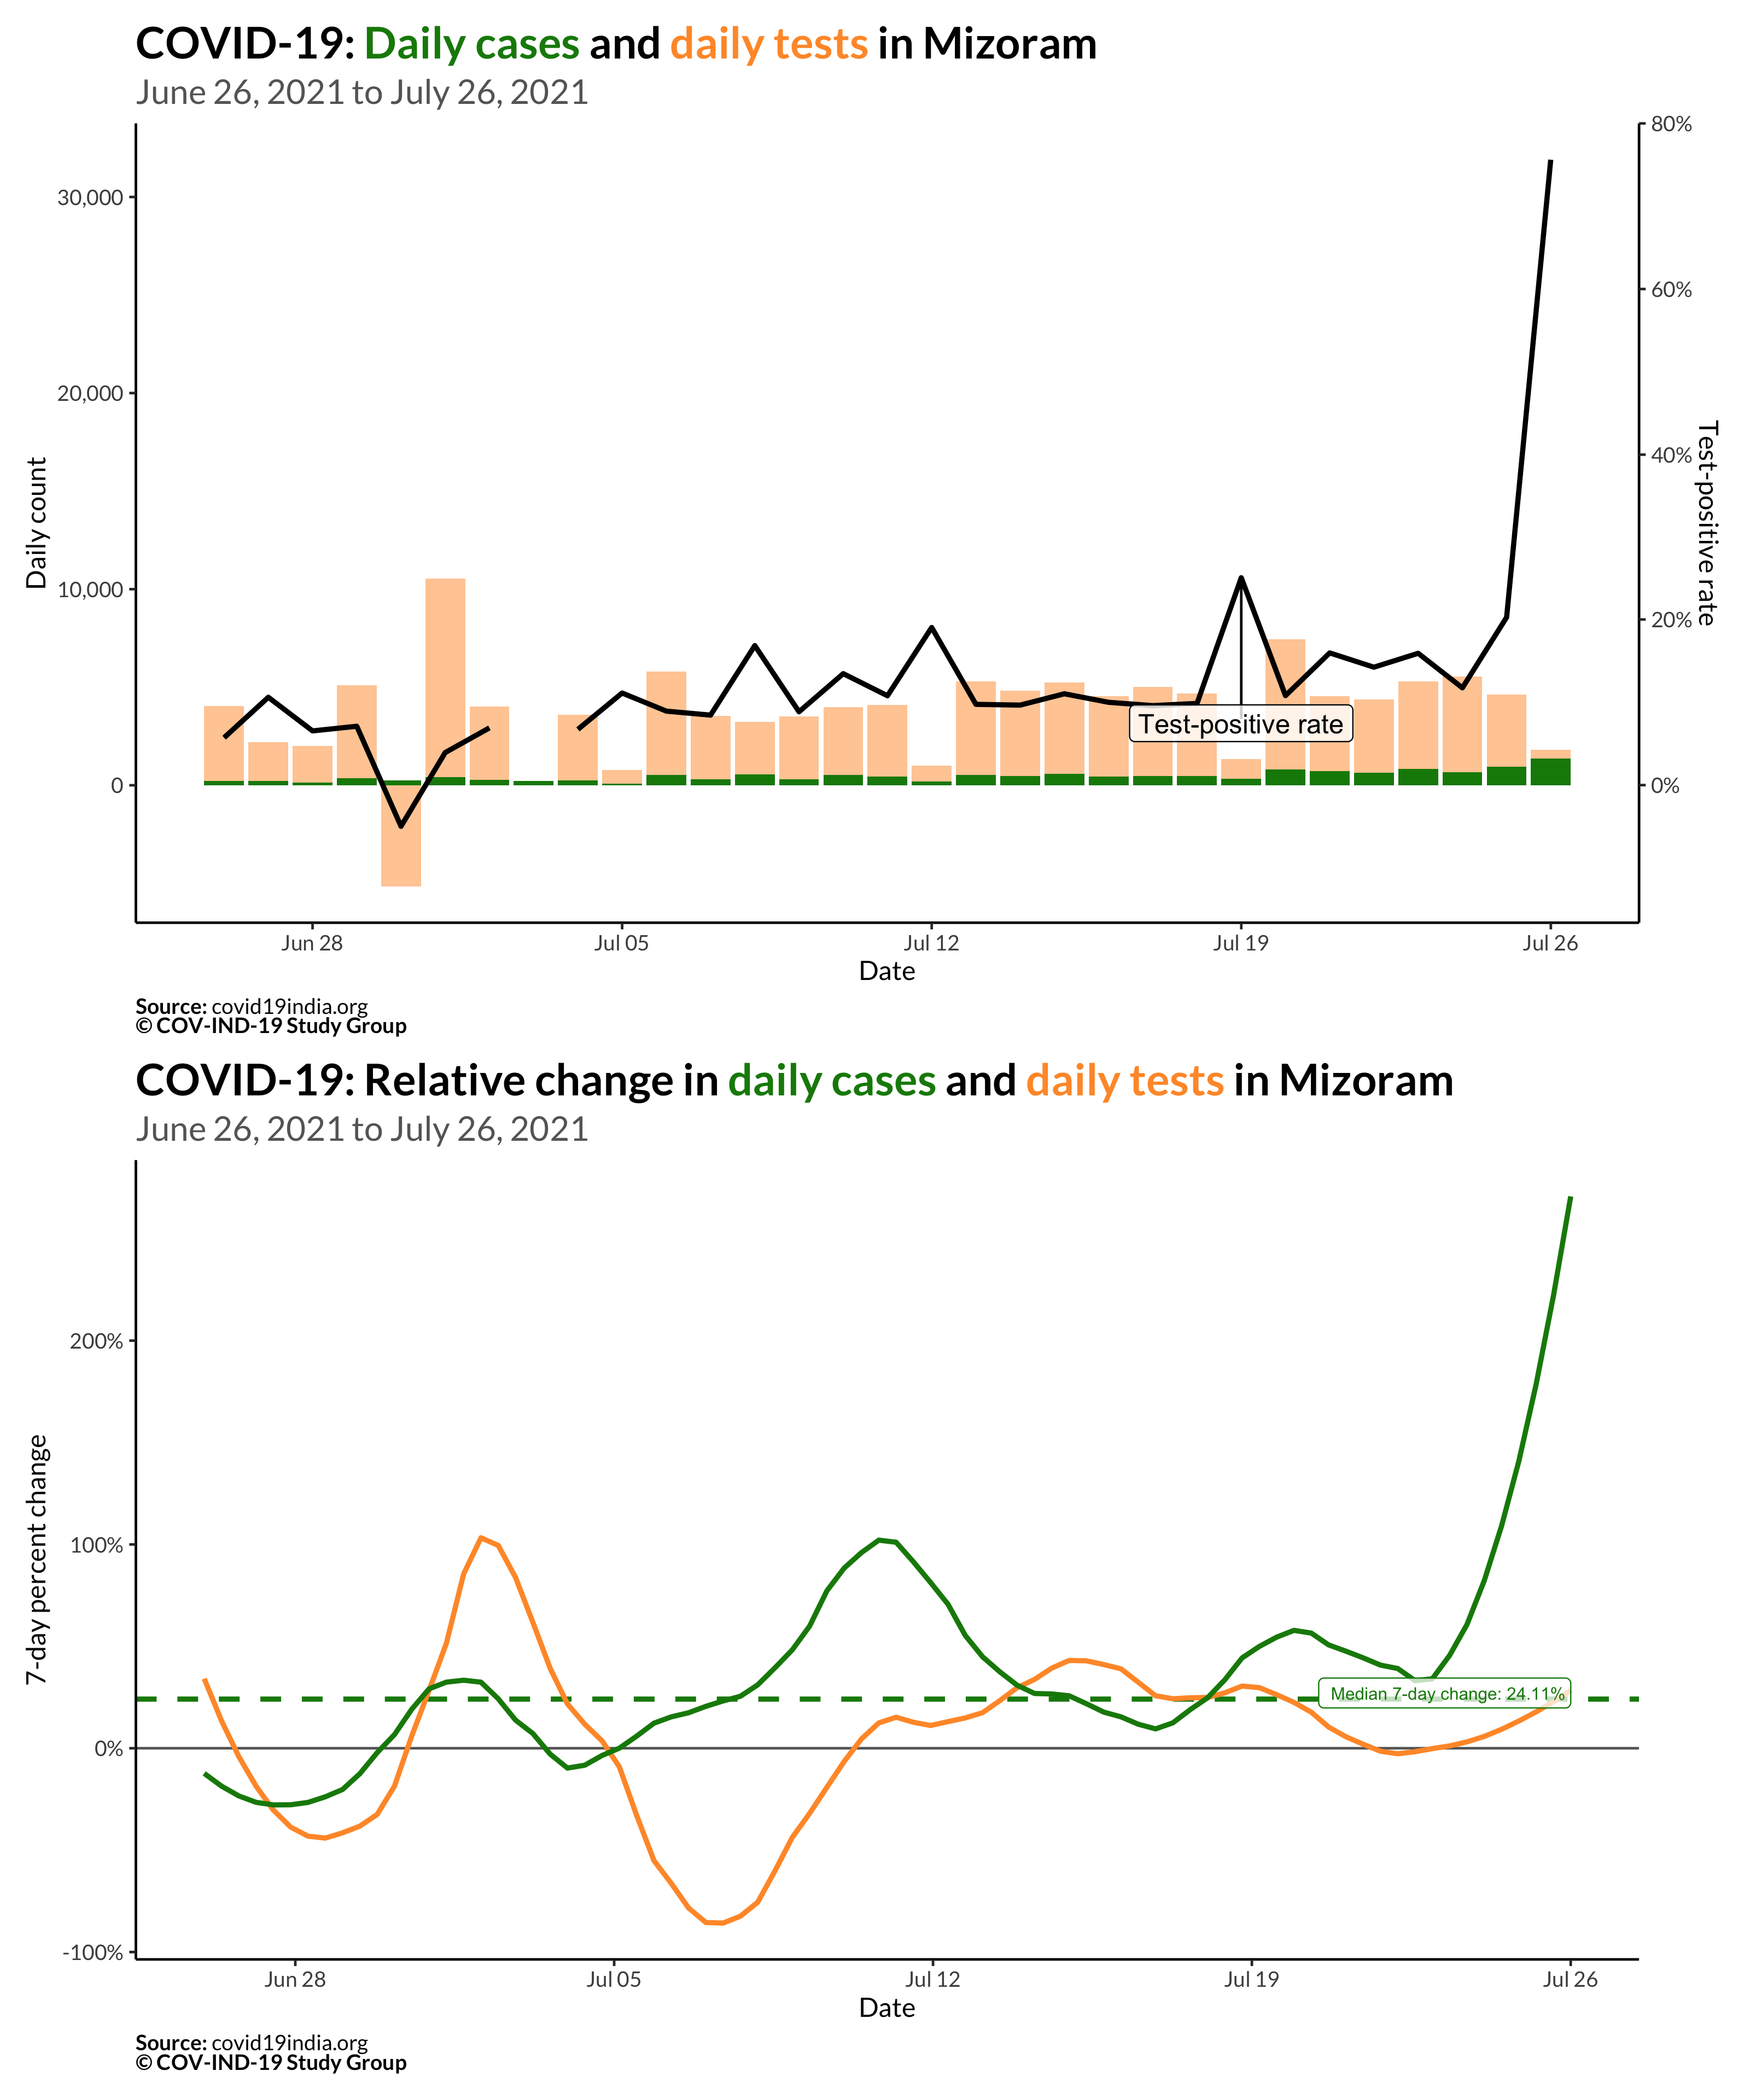 COVID-19: Daily cases and daily tests in Mizoram
June 26, 2021 to July 26, 2021
80%
30,000
60%
20,000
40%
Daily count
Test-positive rate
10,000
20%
Test-positive rate
0
0%
Jun 28
Jul 05
Jul 12
Jul 19
Jul 26
Date
Source: covid19india.org
© COV-IND-19 Study Group
COVID-19: Relative change in daily cases and daily tests in Mizoram
June 26, 2021 to July 26, 2021
200%
7-day percent change
100%
Median 7-day change: 24.11%
0%
-100%
Jun 28
Jul 05
Jul 12
Jul 19
Jul 26
Date
Source: covid19india.org
© COV-IND-19 Study Group